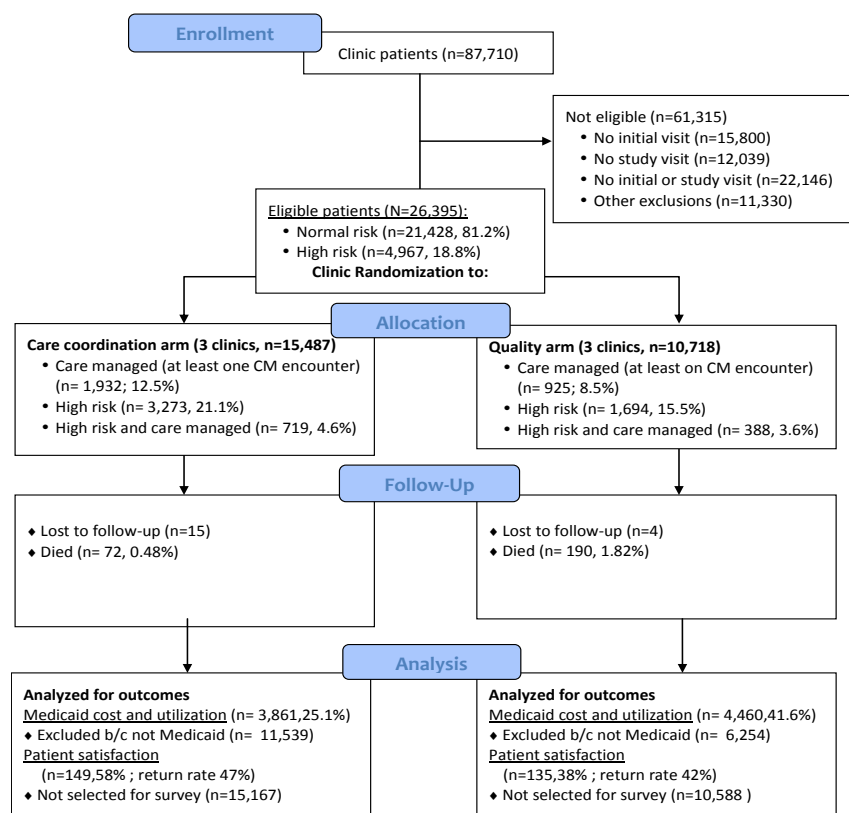 Enrollment
Clinic patients (n=87,710)
Not eligible (n=61,315)
• No initial visit (n=15,800)
• No study visit (n=12,039)
• No initial or study visit (n=22,146)
• Other exclusions (n=11,330)
Eligible patients (N=26,395):
• Normal risk (n=21,428, 81.2%)
• High risk (n=4,967, 18.8%)
Clinic Randomization to:
Allocation
Care coordination arm (3 clinics, n=15,487)
• Care managed (at least one CM encounter)
(n= 1,932; 12.5%)
• High risk (n= 3,273, 21.1%)
• High risk and care managed (n= 719, 4.6%)
Quality arm (3 clinics, n=10,718)
• Care managed (at least on CM encounter)
(n= 925; 8.5%)
• High risk (n= 1,694, 15.5%)
• High risk and care managed (n= 388, 3.6%)
Follow-Up
♦ Lost to follow-up (n=15)
♦ Died (n= 72, 0.48%)
♦ Lost to follow-up (n=4)
♦ Died (n= 190, 1.82%)
Analysis
Analyzed for outcomes
Medicaid cost and utilization (n= 3,861,25.1%)
♦ Excluded b/c not Medicaid (n= 11,539)
Patient satisfaction
(n=149,58% ; return rate 47%)
♦ Not selected for survey (n=15,167)
Analyzed for outcomes
Medicaid cost and utilization (n= 4,460,41.6%)
♦ Excluded b/c not Medicaid (n= 6,254)
Patient satisfaction
(n=135,38% ; return rate 42%)
♦ Not selected for survey (n=10,588 )